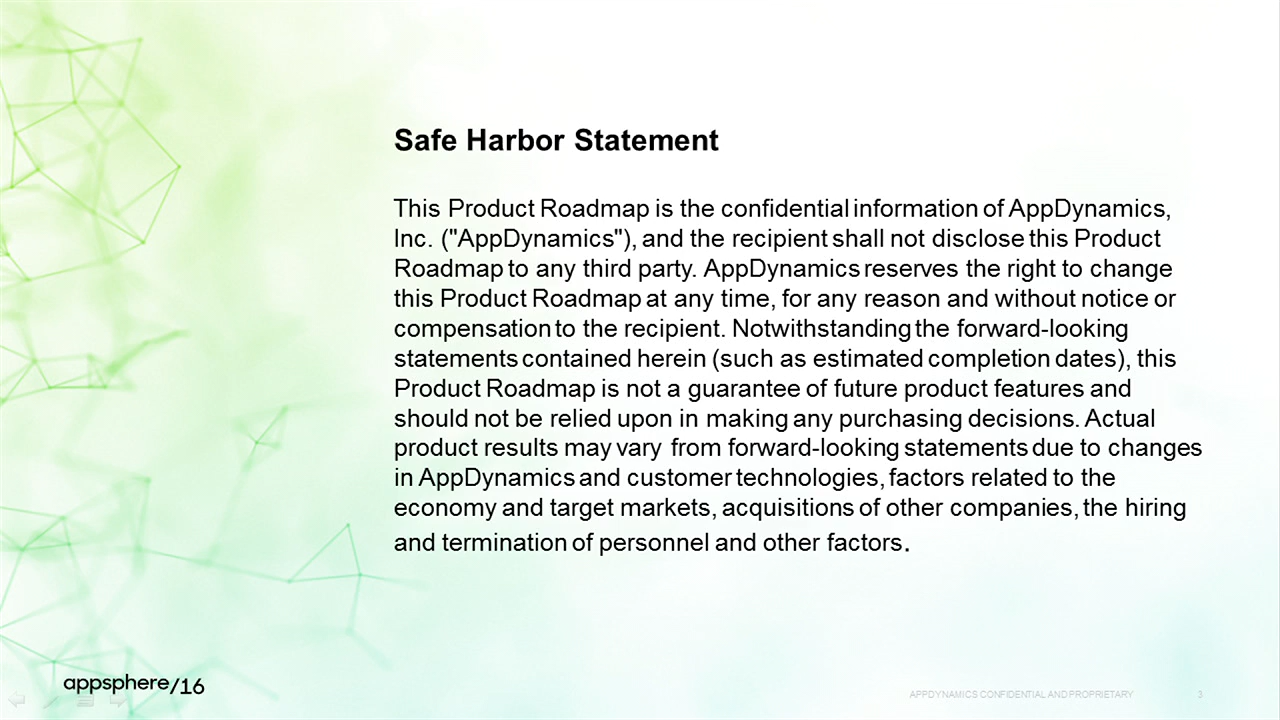 Safe Harbor Statement
This Product Roadmap is the confidential information of AppDynamics,
Inc. ("AppDynamics"), and the recipient shall not disclose this Product
Roadmap to any third party. AppDynamics reserves the right to change
this Product Roadmap at any time, for any reason and without notice or
compensation to the recipient. Notwithstanding the forward-looking
statements contained herein (such as estimated completion dates), this
Product Roadmap is not a guarantee of future product features and
should not be relied upon in making any purchasing decisions. Actual
product results may vary from forward-looking statements due to changes
in AppDynamics and customer technologies, factors related to the
economy and target markets, acquisitions of other companies, the hiring
and termination of personnel and other factors.
appsphere/16
APPDYNAMICS CONFIDENTIAL AND PROPRIETARY 3